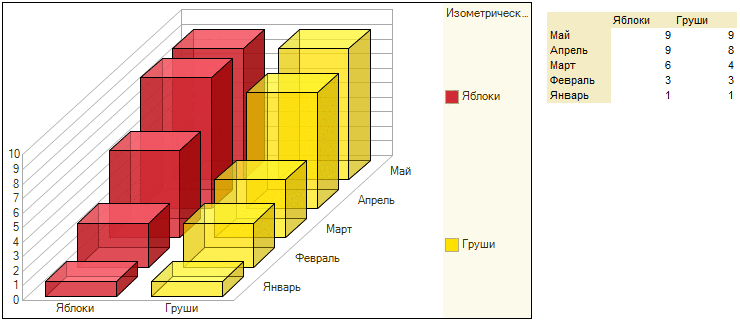 Изометрическ...
Яблоки
Груши
10
9
8
7
6
5
4
3
2
1
0
Май
Апрель
Март
Февраль
Январь
Яблоки Груши
Яблоки Груши
Май 9 9
Апрель 9 8
Март 6 4
Февраль 3 3
Январь 1 1